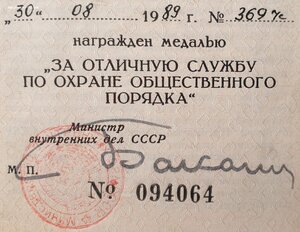 „30“ 08 1989 г. № 369 лс
награжден медалью
„ЗА ОТЛИЧНУЮ СЛУЖБУ
ПО ОХРАНЕ ОБЩЕСТВЕННОГО
ПОРЯДКА“
Министр
внутренних дел СССР
М. П.
№ 094064